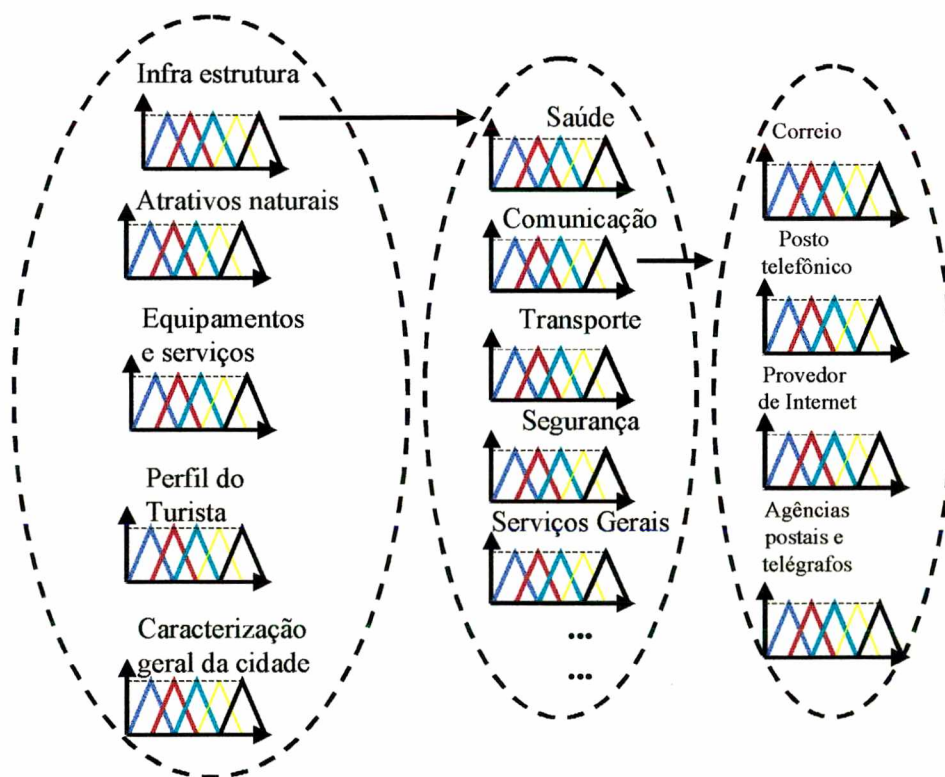 Infra estrutura
Atrativos naturais
Equipamentos
e serviços
Perfil do
Turista
Caracterização
geral da cidade
Saúde
Comunicação
Transporte
Segurança
Serviços Gerais
...
...
Correio
Posto
telefônico
Provedor
de Internet
Agências
postais e
telégrafos